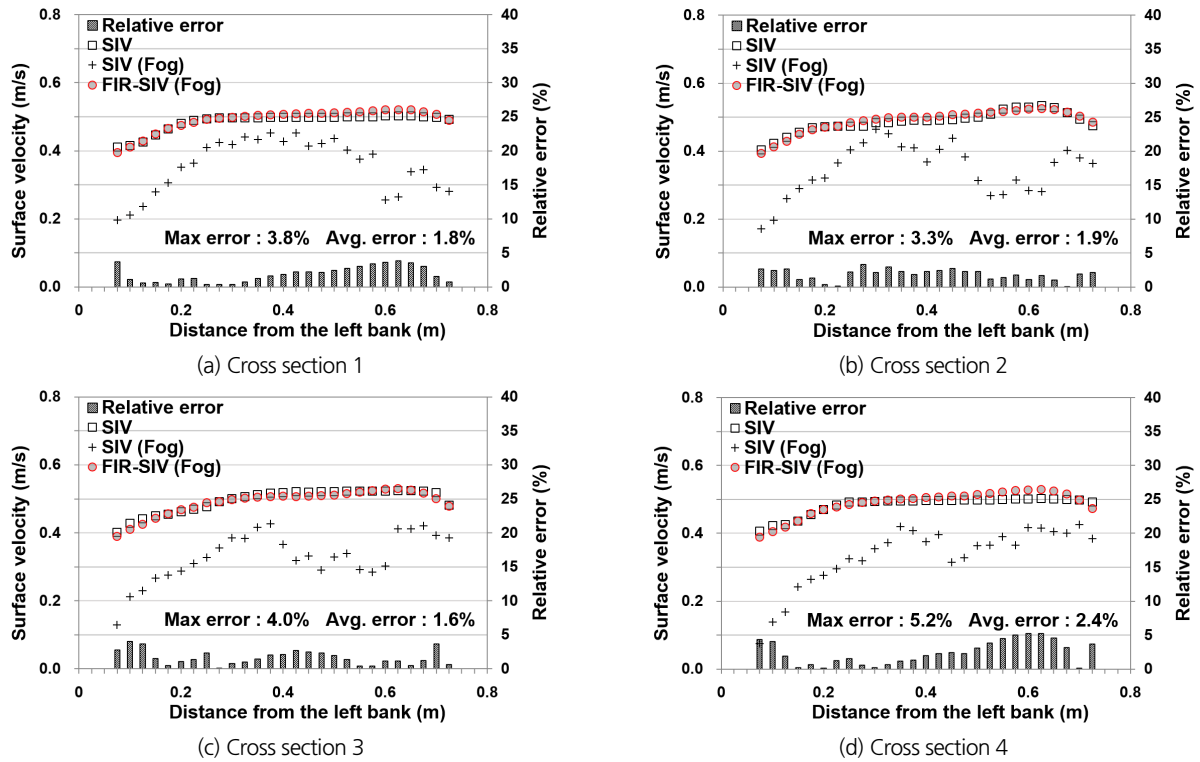 0.8
0.6
0.4
0.2
0.0
Surface velocity (m/s)
Relative error
SIV
SIV (Fog)
FIR-SIV (Fog)
Max error : 3.8% Avg. error : 1.8%
40
35
30
25
20
15
10
5
0
Relative error (%)
0 0.2 0.4 0.6 0.8
Distance from the left bank (m)
(a) Cross section 1
0.8
0.6
0.4
0.2
0.0
Surface velocity (m/s)
Relative error
SIV
SIV (Fog)
FIR-SIV (Fog)
Max error : 3.3% Avg. error : 1.9%
40
35
30
25
20
15
10
5
0
Relative error (%)
0 0.2 0.4 0.6 0.8
Distance from the left bank (m)
(b) Cross section 2
0.8
0.6
0.4
0.2
0.0
Surface velocity (m/s)
Relative error
SIV
SIV (Fog)
FIR-SIV (Fog)
Max error : 4.0% Avg. error : 1.6%
40
35
30
25
20
15
10
5
0
Relative error (%)
0 0.2 0.4 0.6 0.8
Distance from the left bank (m)
(c) Cross section 3
0.8
0.6
0.4
0.2
0.0
Surface velocity (m/s)
Relative error
SIV
SIV (Fog)
FIR-SIV (Fog)
Max error : 5.2% Avg. error : 2.4%
40
35
30
25
20
15
10
5
0
Relative error (%)
0 0.2 0.4 0.6 0.8
Distance from the left bank (m)
(d) Cross section 4